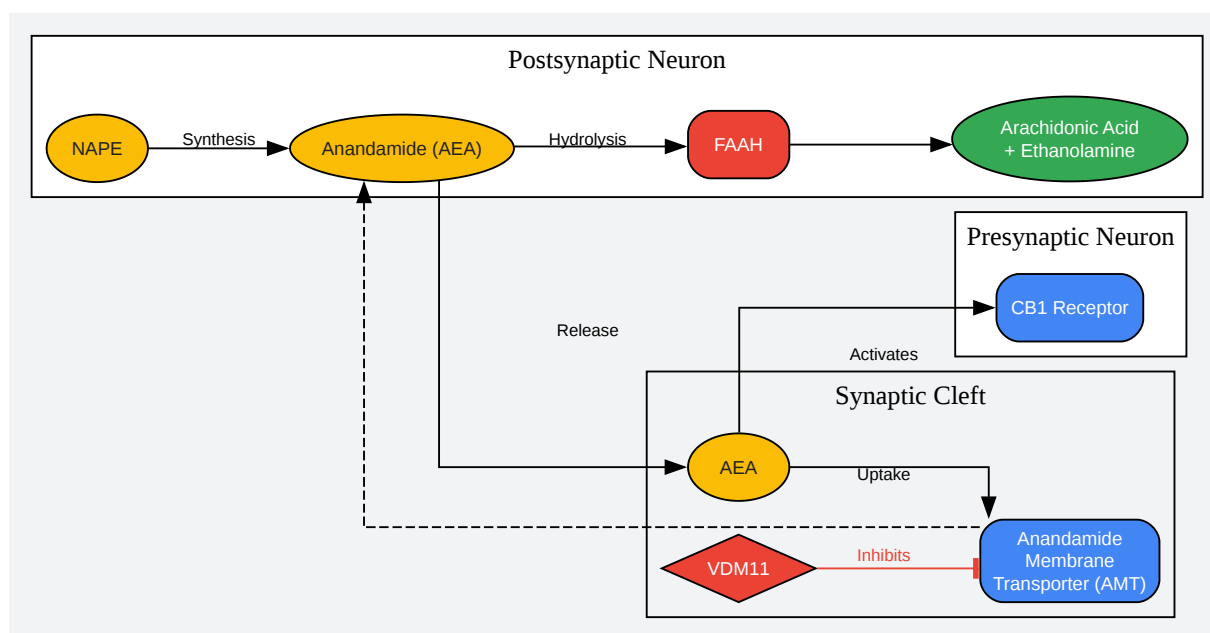 Postsynaptic Neuron
NAPE
Synthesis
Anandamide (AEA)
Hydrolysis
FAAH
Arachidonic Acid
+ Ethanolamine
Presynaptic Neuron
CB1 Receptor
Release
Activates
Synaptic Cleft
AEA
Uptake
VDM11
Inhibits
Anandamide
Membrane
Transporter (AMT)